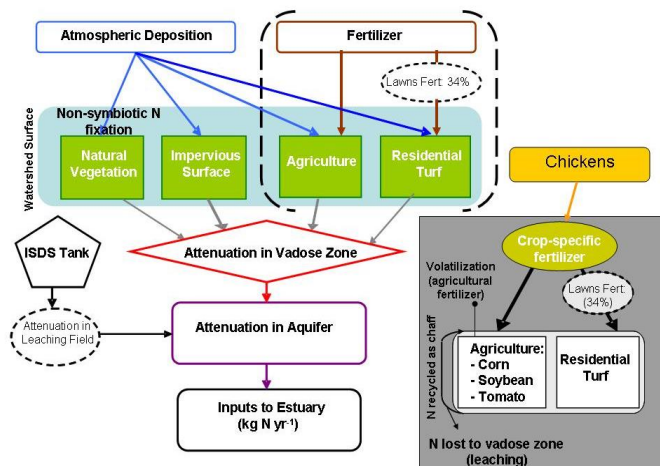 Atmospheric Deposition
Fertilizer
Lawns Fert. 34%
Non-symbiotic N
fixation
Watershed Surface
Natural
Vegetation
Impervious
Surface
Agriculture
Residential
Turf
Chickens
ISDS Tank
Attenuation in Vadose Zone
Crop-specific
fertilizer
Volatilization
(agricultural
fertilizer)
Lawns Fert.
(34%)
Attenuation in
Leaching Field
Attenuation in Aquifer
N recycled as chaff
Agriculture:
- Corn
- Soybean
- Tomato
Residential
Turf
Inputs to Estuary
(kg N yr-1)
N lost to vadose zone
(leaching)